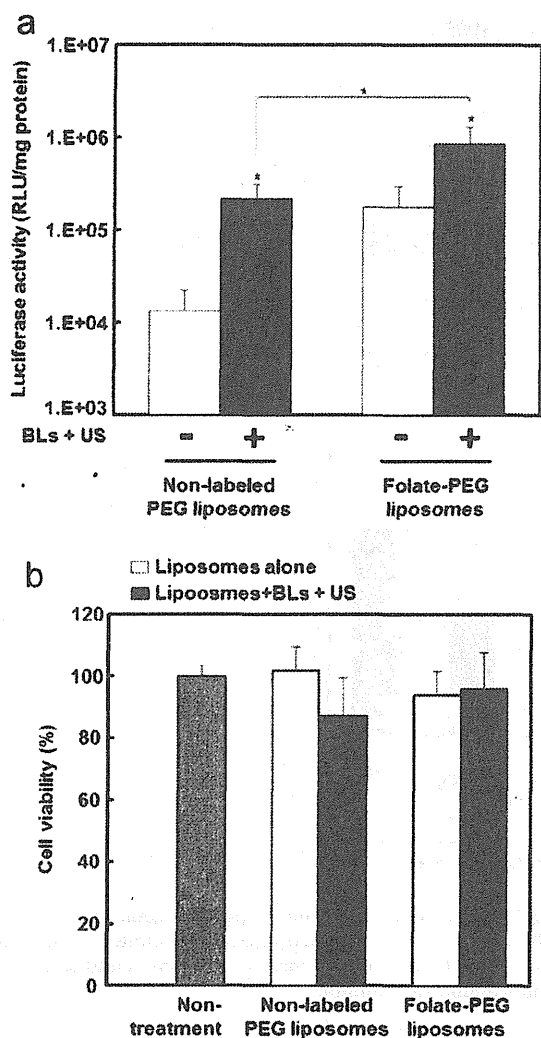 a
Luciferase activity (RLU/mg protein)
1.E+07
1.E+06
1.E+05
1.E+04
1.E+03
*
*
*
BLs + US
- + - +
Non-labeled
PEG liposomes
Folate-PEG
liposomes
b
Liposomes alone
Lipoosmes+BLs + US
Cell viability (%)
120
100
80
60
40
20
0
Non-
treatment
Non-labeled
PEG liposomes
Folate-PEG
liposomes